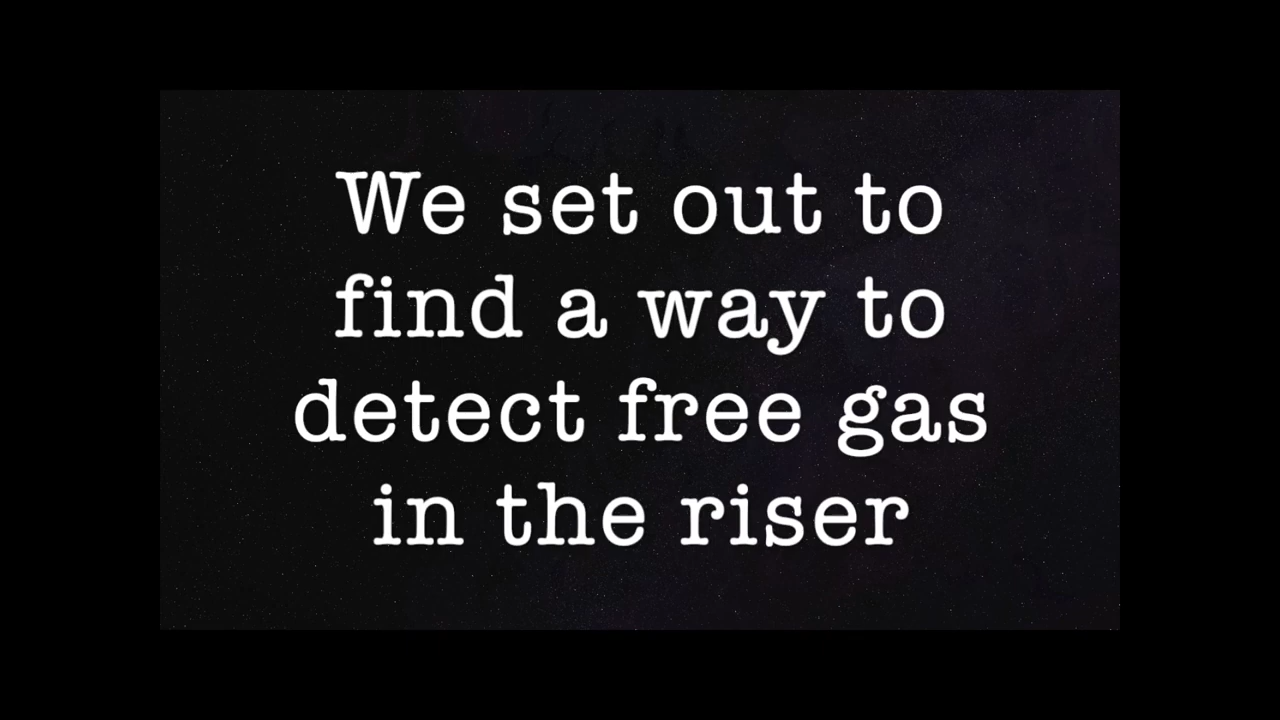 We set out to
find a way to
detect free gas
in the riser